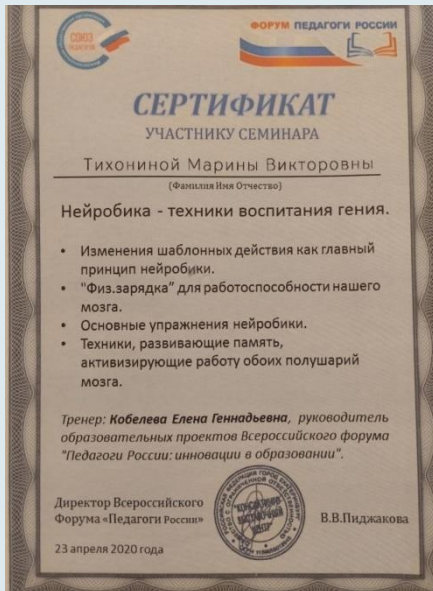 СОЮЗ
ПЕДАГОГОВ
ФОРУМ ПЕДАГОГИ РОССИИ
СЕРТИФИКАТ
УЧАСТНИКУ СЕМИНАРА
Тихониной Марины Викторовны
(Фамилия Имя Отчество)
Нейробика - техники воспитания гения.
• Изменения шаблонных действия как главный
принцип нейробики.
• "Физ.зарядка” для работоспособности нашего
мозга.
• Основные упражнения нейробики.
• Техники, развивающие память,
активизирующие работу обоих полушарий
мозга.
Тренер: Кобелева Елена Геннадьевна, руководитель
образовательных проектов Всероссийского форума
"Педагоги России: инновации в образовании".
Директор Всероссийского
Форума «Педагоги России»
В.В.Пиджакова
23 апреля 2020 года